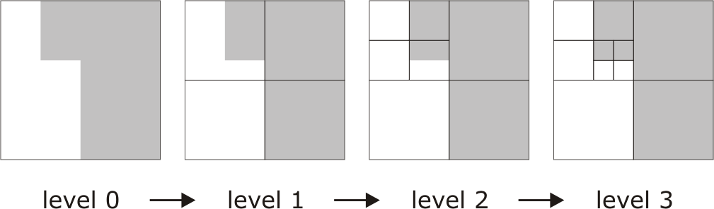 level 0 → level 1 → level 2 → level 3